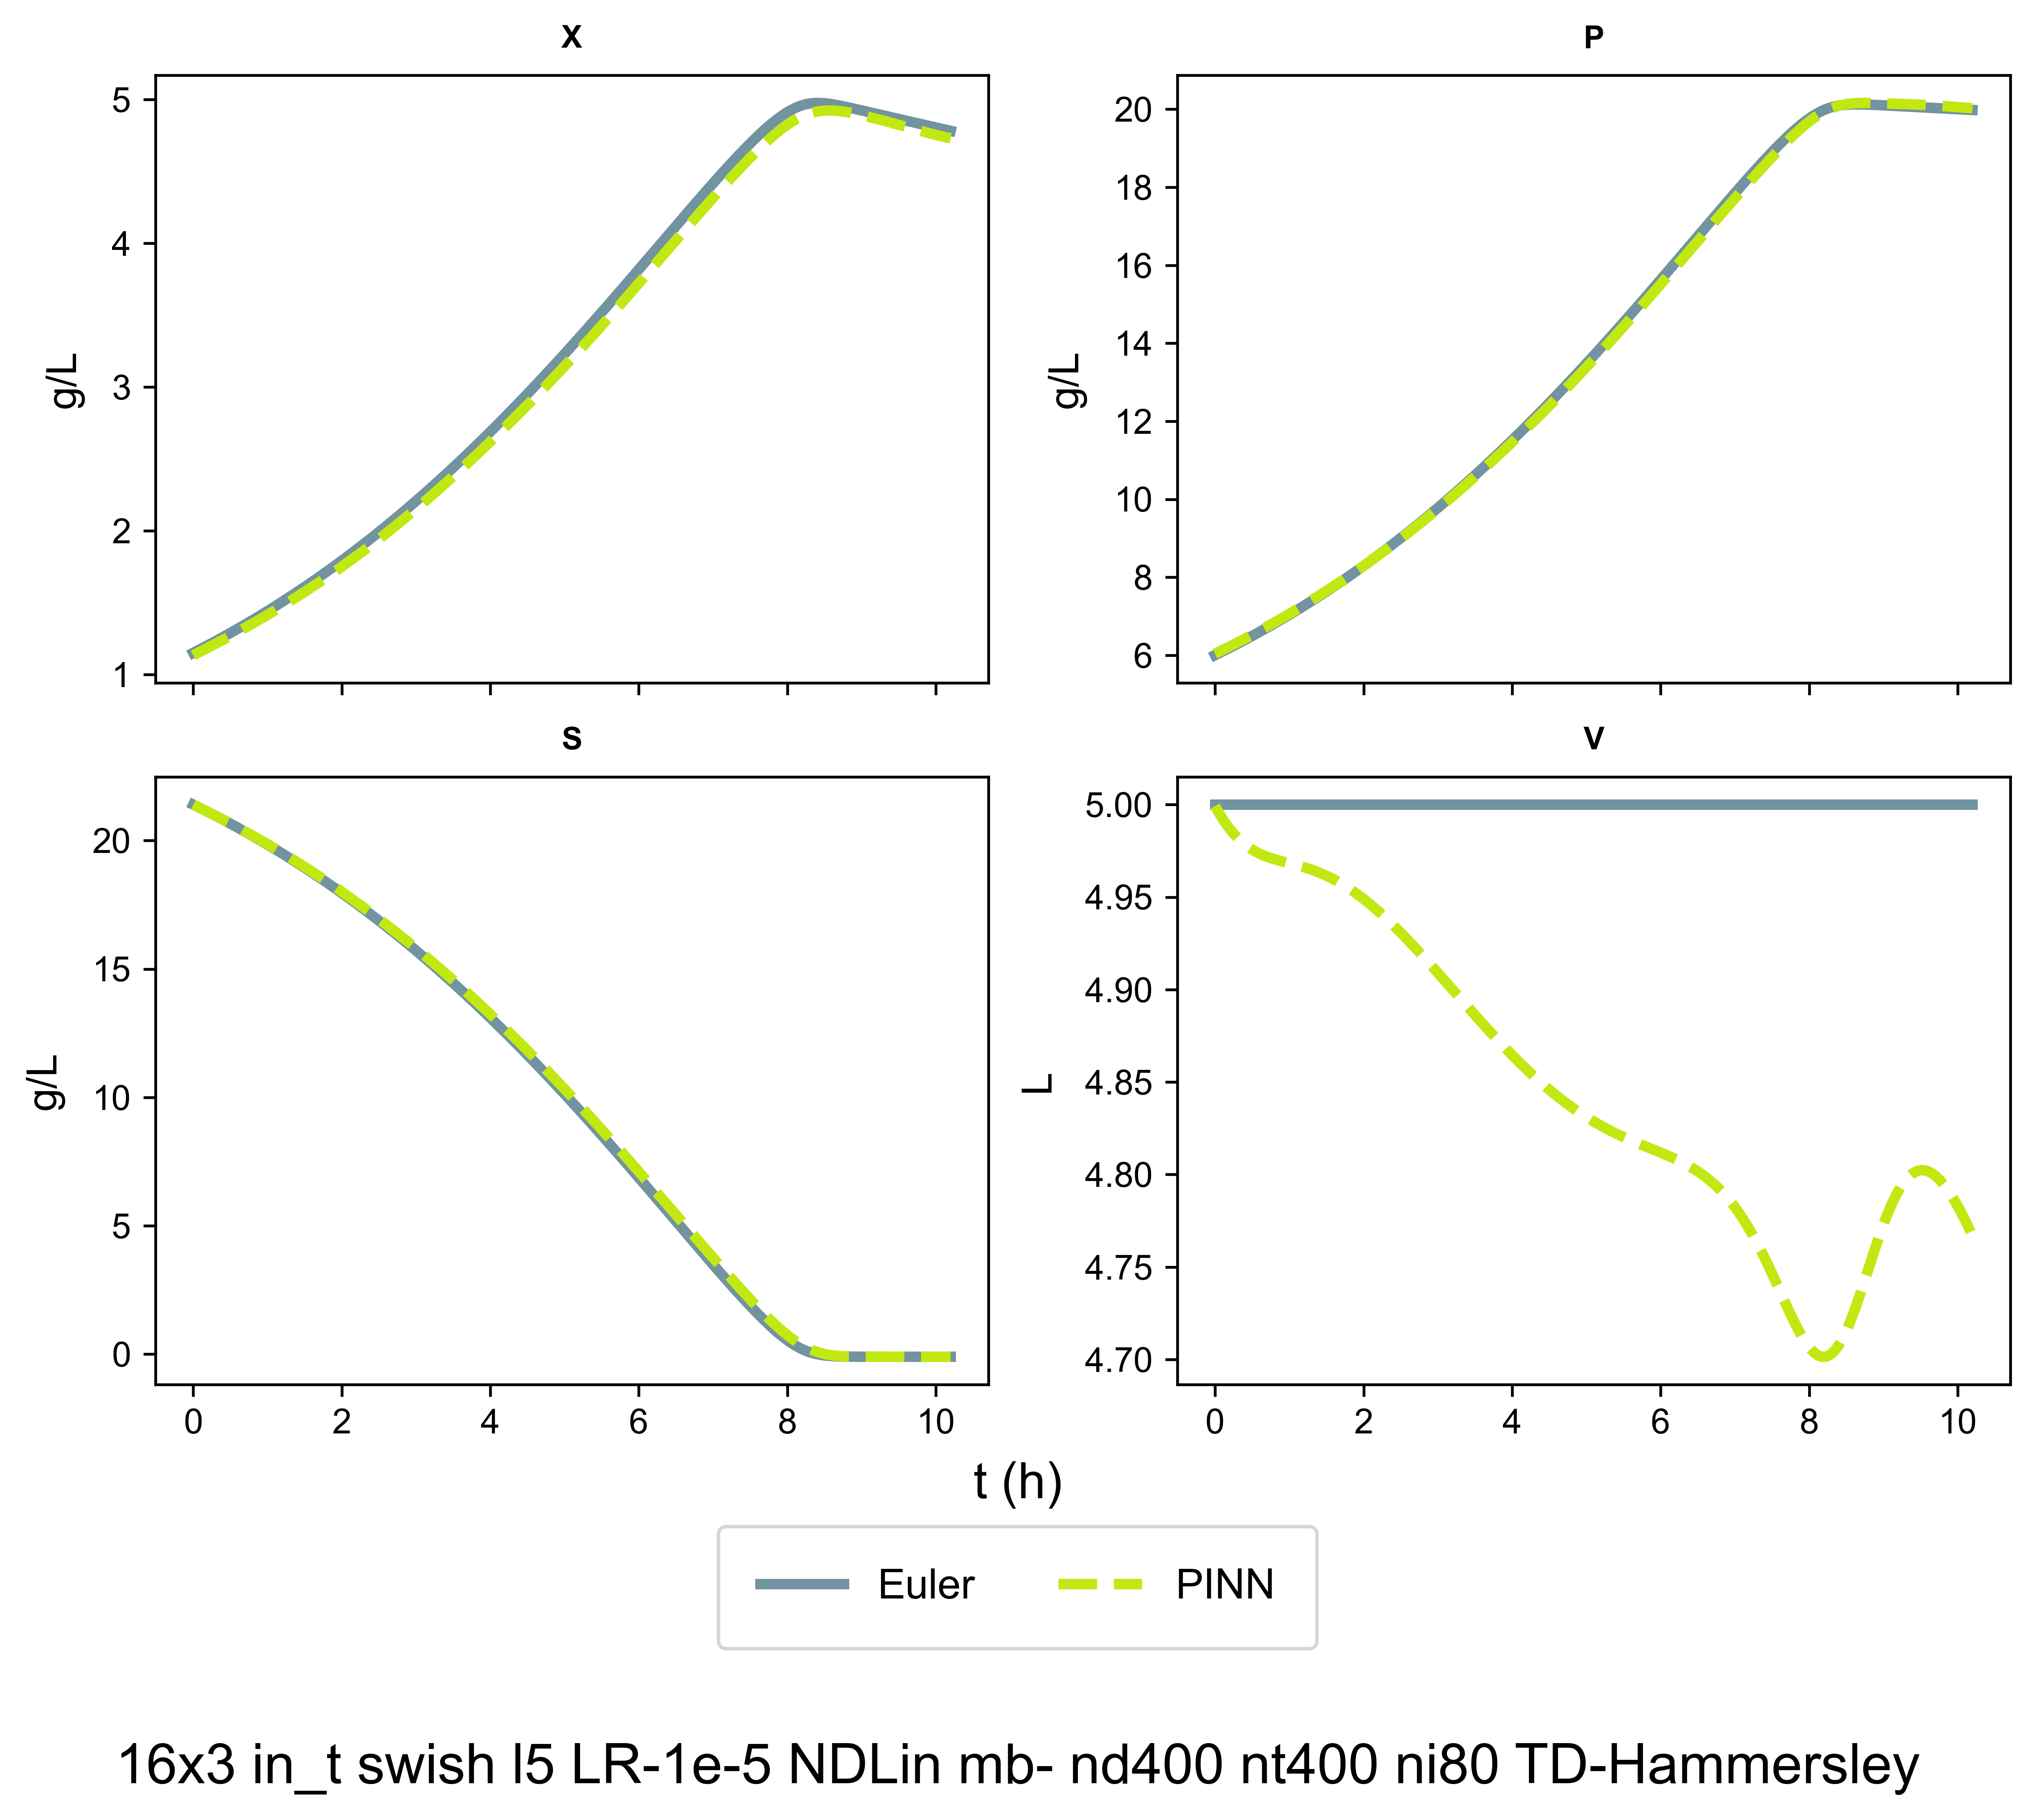 X
P
5
4
3
2
1
g/L
20
18
16
14
12
10
8
6
g/L
S
V
20
15
10
5
0
g/L
0 2 4 6 8 10
5.00
4.95
4.90
4.85
4.80
4.75
4.70
L
0 2 4 6 8 10
t (h)
Euler PINN
16x3 in_t swish l5 LR-1e-5 NDLin mb- nd400 nt400 ni80 TD-Hammersley